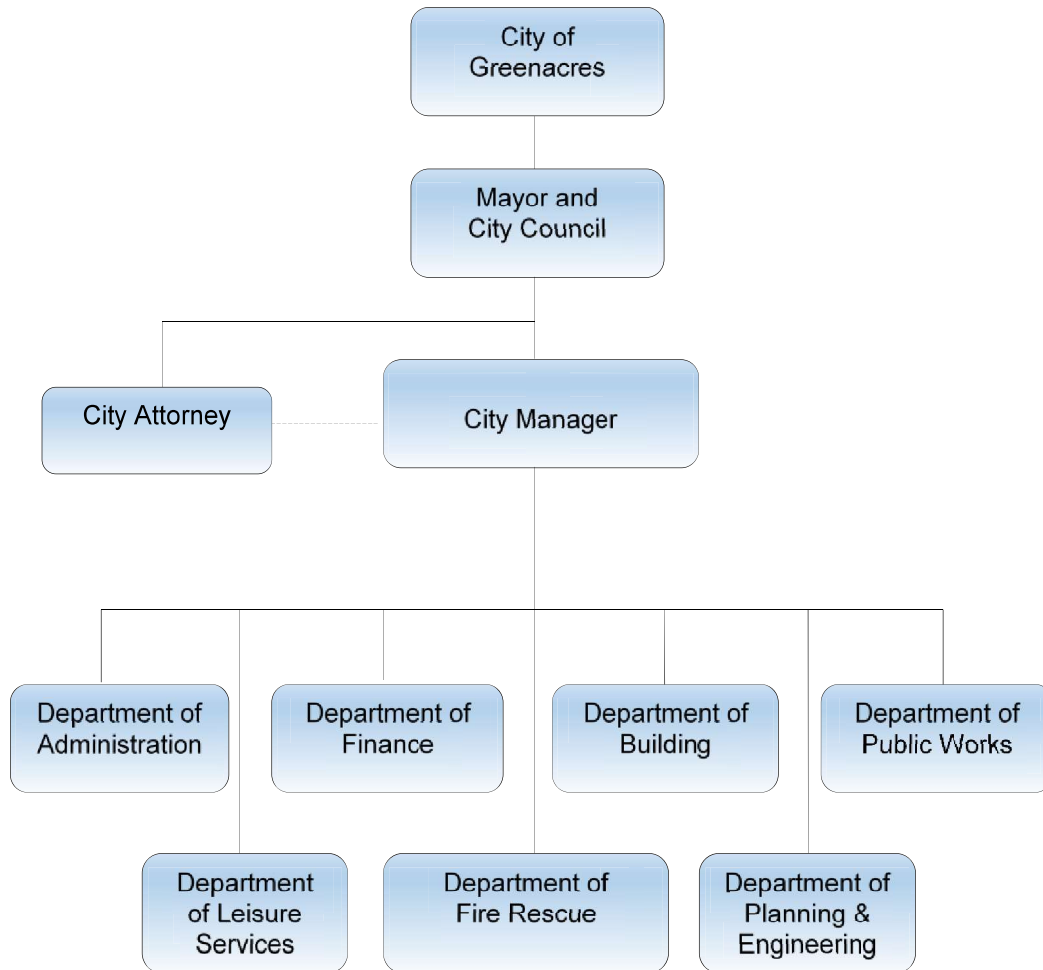 City of
Greenacres
Mayor and
City Council
City Attorney
City Manager
Department of
Administration
Department of
Finance
Department of
Building
Department of
Public Works
Department
of Leisure
Services
Department of
Fire Rescue
Department of
Planning &
Engineering